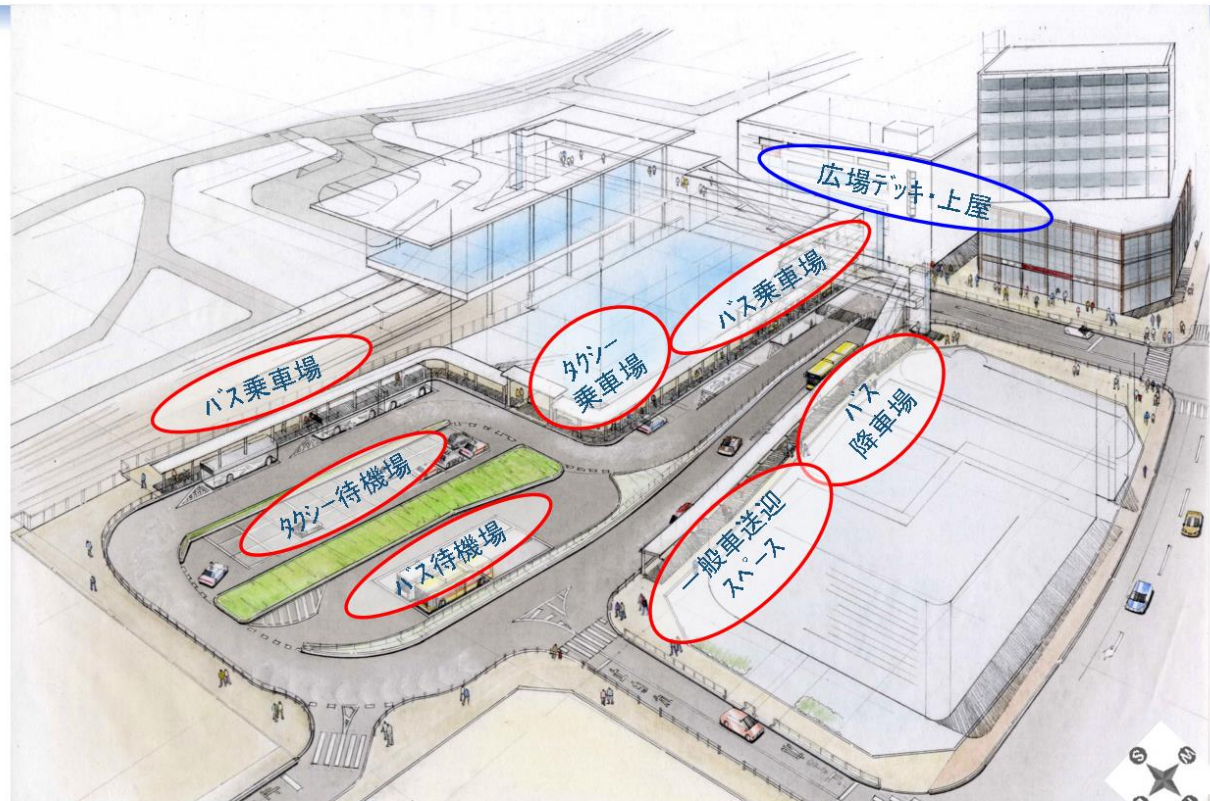 広場デッキ・上屋
バス乗車場
タクシー
乗車場
バス乗車場
バス
降車場
タクシー待機場
バス待機場
一般車送迎
スペース
S
W